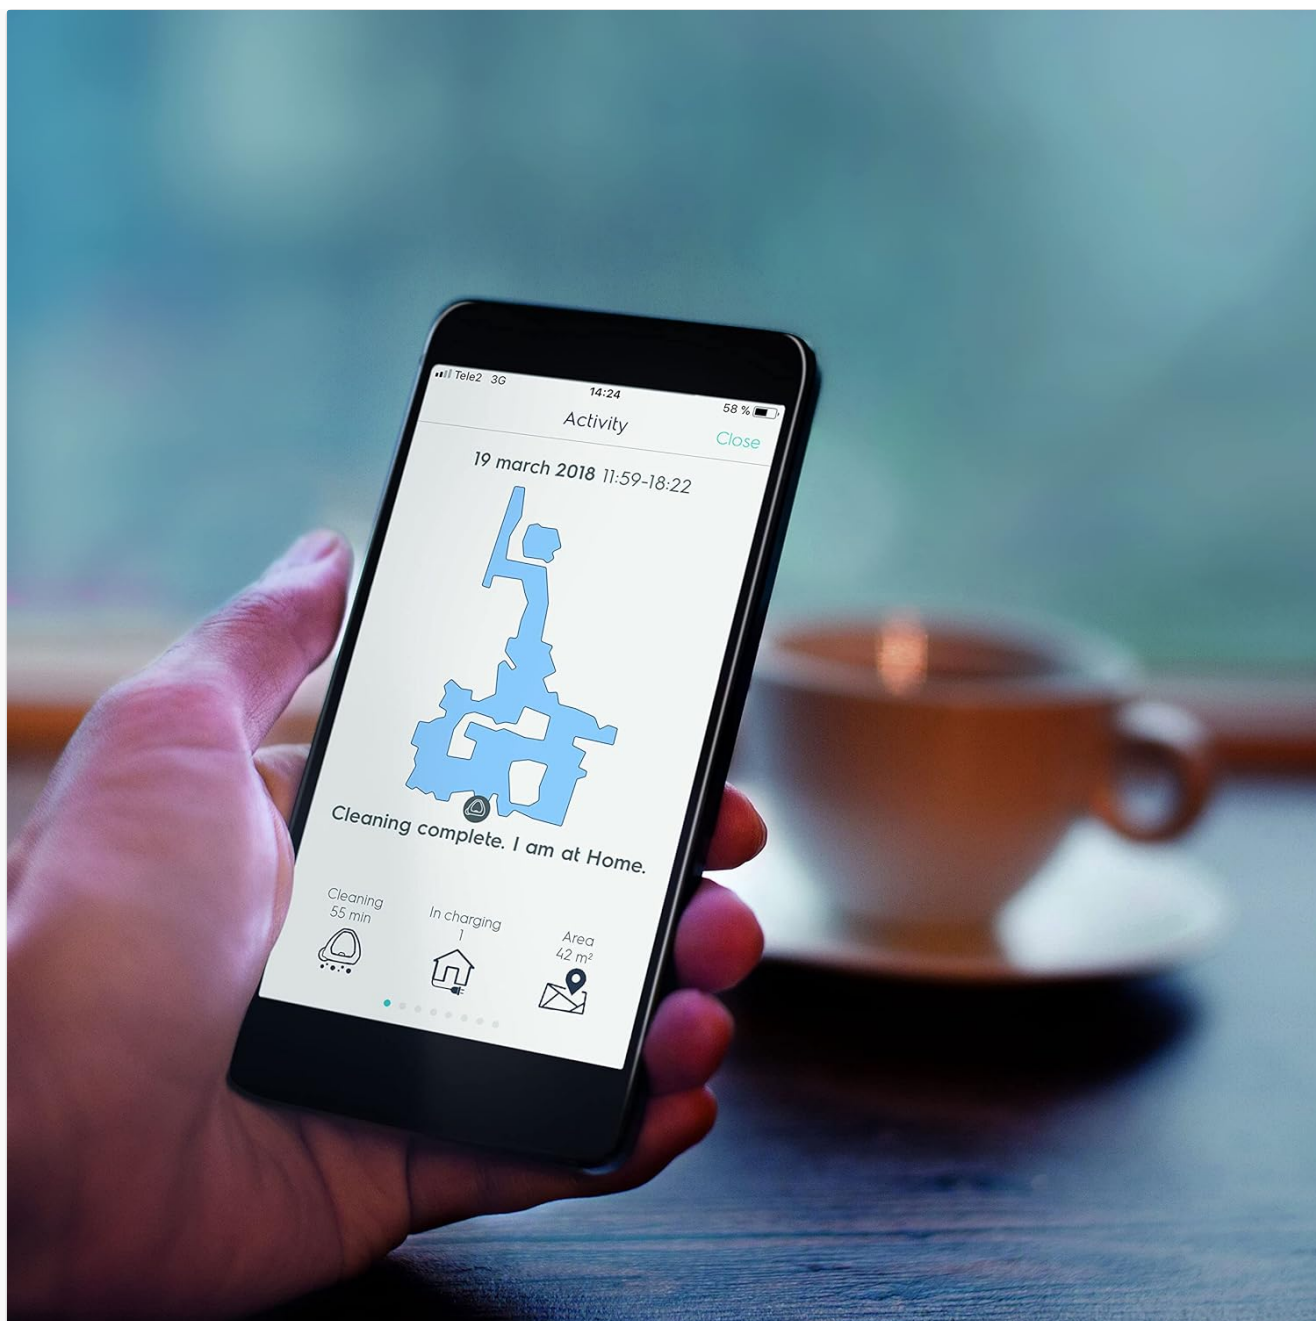 Tele2 3G 14:24 58 %
Activity
Close
19 march 2018 11:59-18:22
Cleaning complete. I am at Home.
Cleaning
55 min
In charging
1
Area
42 m²